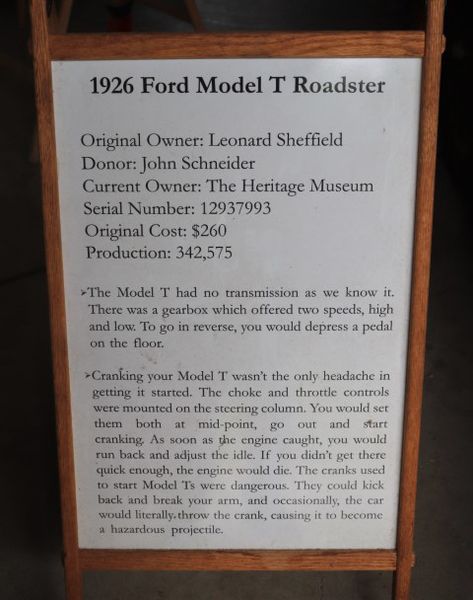 1926 Ford Model T Roadster
Original Owner: Leonard Sheffield
Donor: John Schneider
Current Owner: The Heritage Museum
Serial Number: 12937993
Original Cost: $260
Production: 342,575
➢The Model T had no transmission as we know it.
There was a gearbox which offered two speeds, high
and low. To go in reverse, you would depress a pedal
on the floor.
➢Cranking your Model T wasn't the only headache in
getting it started. The choke and throttle controls
were mounted on the steering column. You would set
them both at mid-point, go out and start
cranking. As soon as the engine caught, you would
run back and adjust the idle. If you didn't get there
quick enough, the engine would die. The cranks used
to start Model Ts were dangerous. They could kick
back and break your arm, and occasionally, the car
would literally throw the crank, causing it to become
a hazardous projectile.